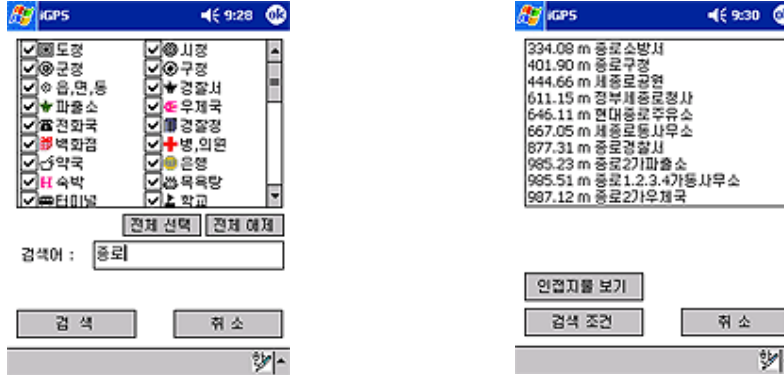 iGPS 9:28 ok
도청 시청
군청 구청
읍,면,동 경찰서
파출소 우체국
전화국 경찰청
백화점 병,의원
약국 은행
숙박 목욕탕
터미널 학교
전체 선택 전체 해제
검색어 : 종로
검 색 취 소
iGPS 9:30
334.08 m 종로소방서
401.90 m 종로구청
444.66 m 세종로공원
611.15 m 정부세종로청사
646.11 m 현대종로주유소
667.05 m 세종로동사무소
877.31 m 종로경찰서
985.23 m 종로2가파출소
985.51 m 종로1.2.3.4가동사무소
987.12 m 종로2가우체국
인접지물 보기
검색 조건 취 소